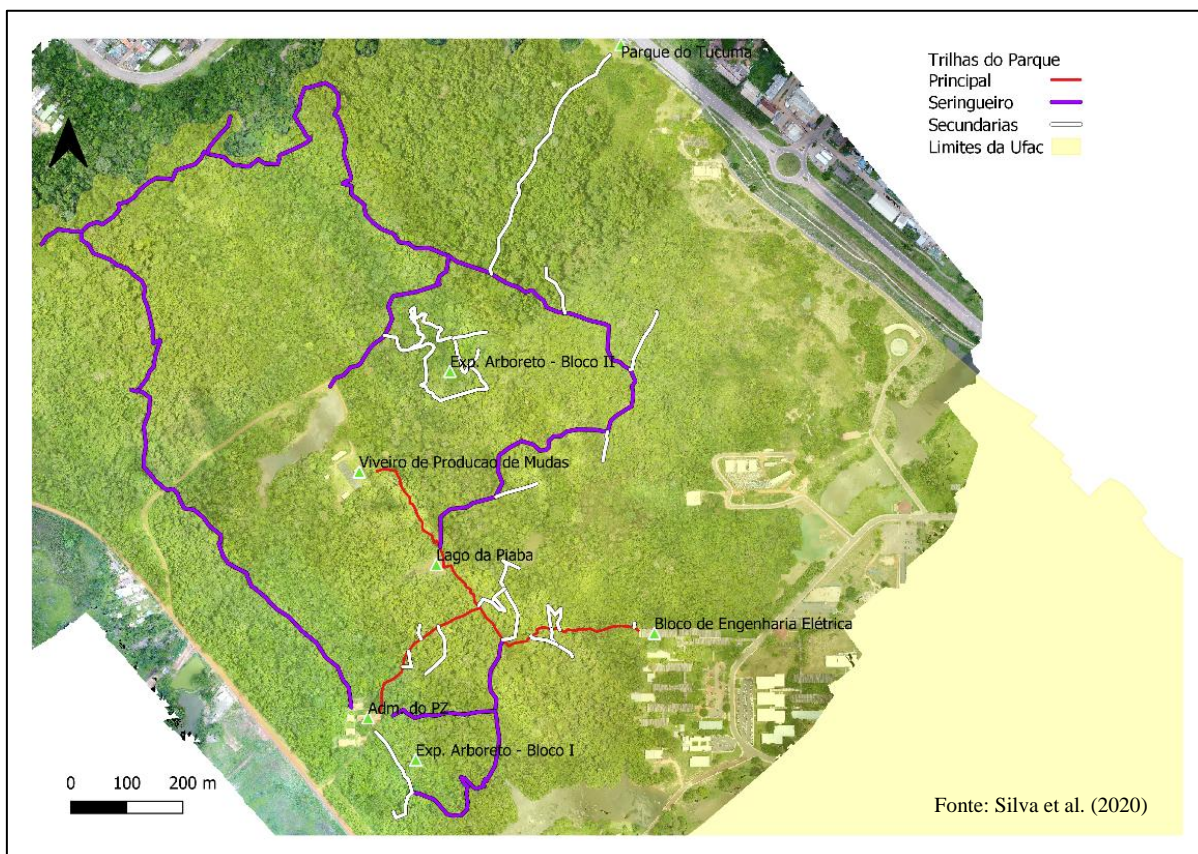 Parque do Tucuma
Trilhas do Parque
Principal
Seringueiro
Secundarias
Limites da Ufac
Exp. Arboreto - Bloco II
Viveiro de Producao de Mudas
Lago da Piaba
Bloco de Engenharia Elétrica
Adm. do PZ
Exp. Arboreto - Bloco I
0 100 200 m
Fonte: Silva et al. (2020)